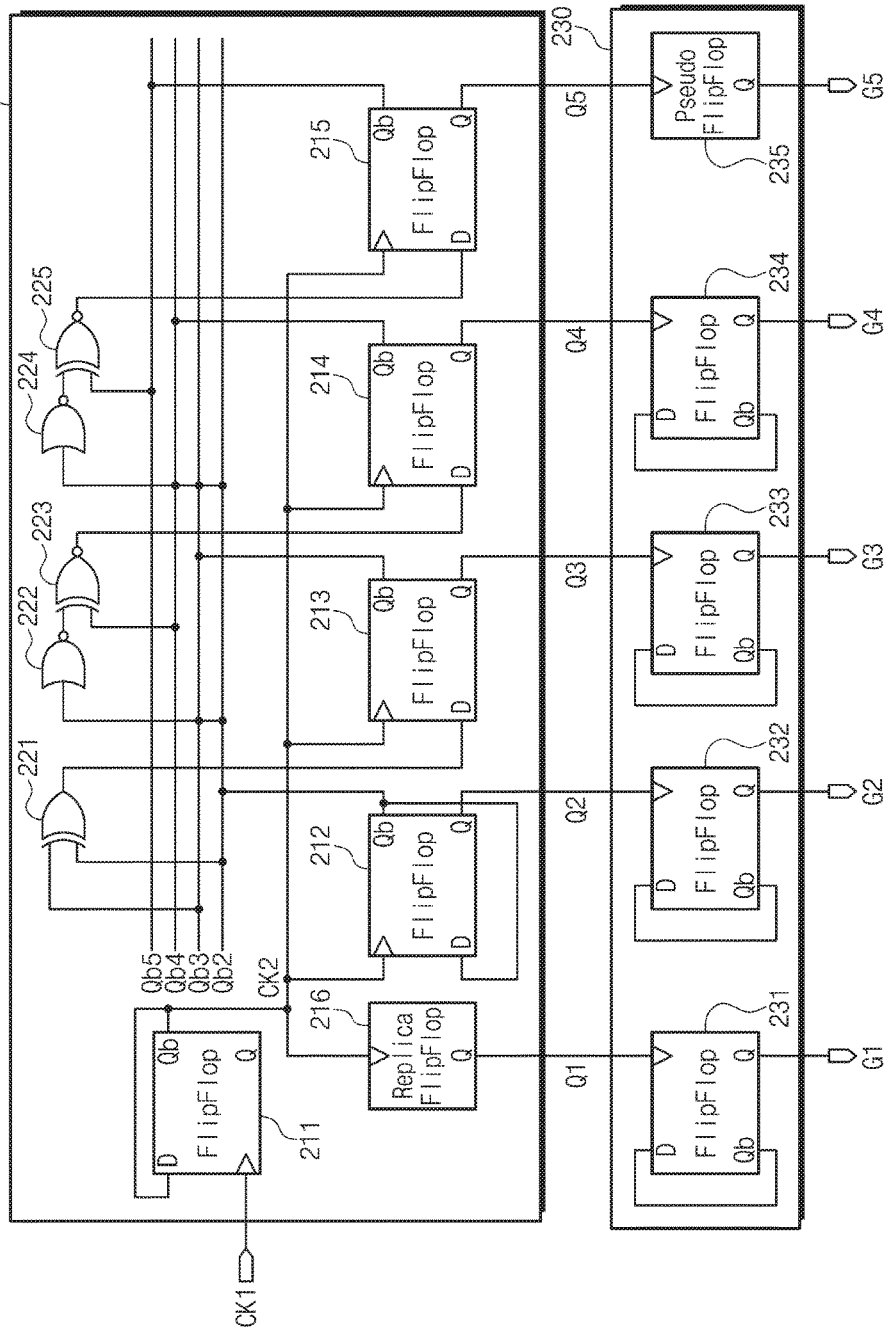 CK1
D
Qb
FlipFlop
Q
211
Qb5
Qb4
Qb3
Qb2
CK2
221
222
223
224
225
216
Replica
FlipFlop
Q
212
Qb
FlipFlop
D
Q
213
Qb
FlipFlop
D
Q
214
Qb
FlipFlop
D
Q
215
Qb
FlipFlop
D
Q
Q1
Q2
Q3
Q4
Q5
230
231
D
FlipFlop
Qb
Q
232
D
FlipFlop
Qb
Q
233
D
FlipFlop
Qb
Q
234
D
FlipFlop
Qb
Q
Pseudo
FlipFlop
Q
235
G1
G2
G3
G4
G5